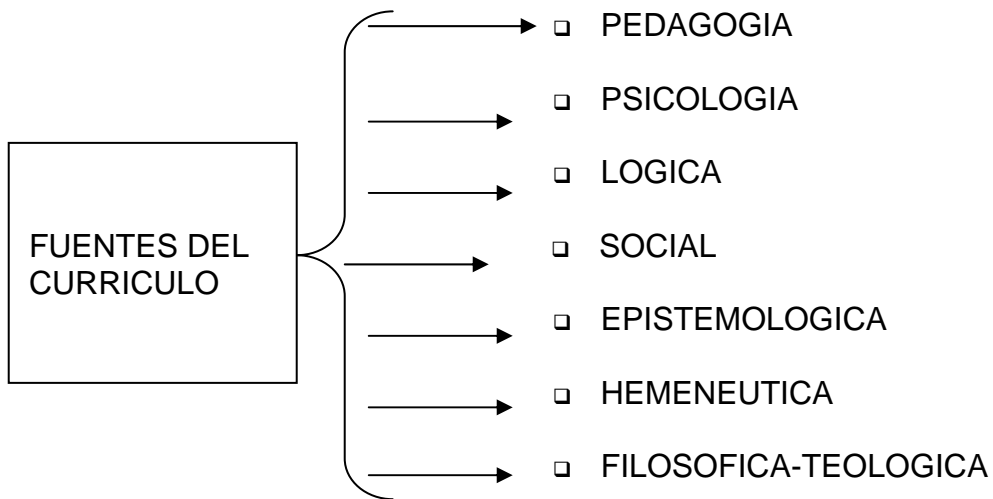 PEDAGOGIA
PSICOLOGIA
LOGICA
FUENTES DEL
CURRICULO
SOCIAL
EPISTEMOLOGICA
HEMENEUTICA
FILOSOFICA-TEOLOGICA